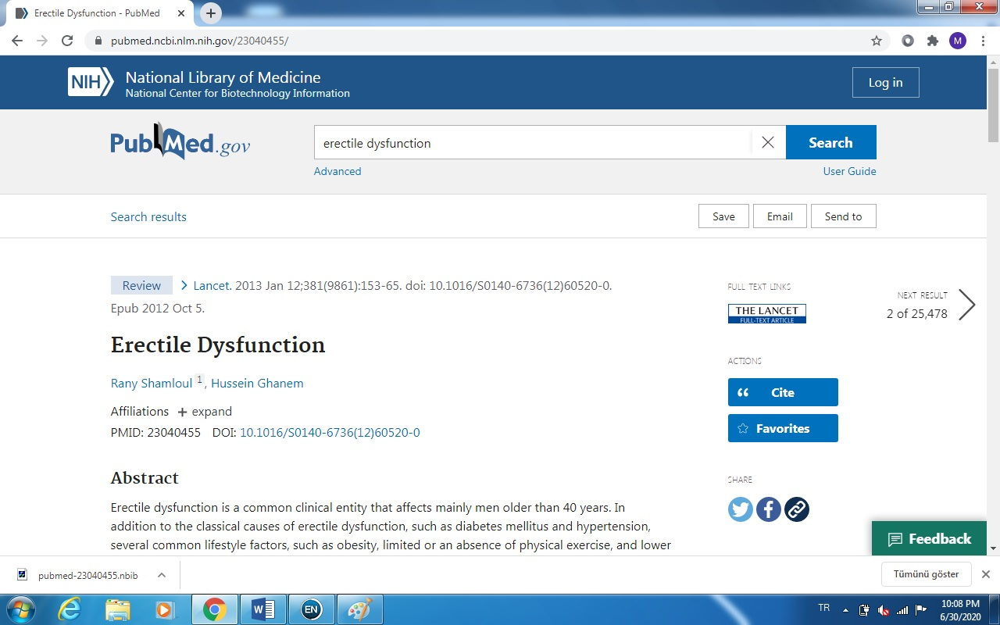 Erectile Dysfunction - PubMed
pubmed.ncbi.nlm.nih.gov/23040455/
M
NIH
National Library of Medicine
National Center for Biotechnology Information
Log in
PubMed.gov
erectile dysfunction
Search
Advanced
User Guide
Search results
Save
Email
Send to
Review
Lancet. 2013 Jan 12;381(9861):153-65. doi: 10.1016/S0140-6736(12)60520-0.
Epub 2012 Oct 5.
Erectile Dysfunction
Rany Shamloul 1, Hussein Ghanem
Affiliations + expand
PMID: 23040455 DOI: 10.1016/S0140-6736(12)60520-0
Abstract
Erectile dysfunction is a common clinical entity that affects mainly men older than 40 years. In
addition to the classical causes of erectile dysfunction, such as diabetes mellitus and hypertension,
several common lifestyle factors, such as obesity, limited or an absence of physical exercise, and lower
FULL TEXT LINKS
THE LANCET
FULL-TEXT ARTICLE
NEXT RESULT
2 of 25,478
ACTIONS
Cite
Favorites
SHARE
Feedback
pubmed-23040455.nbib
Tümünü göster
W
EN
TR
10:08 PM
6/30/2020